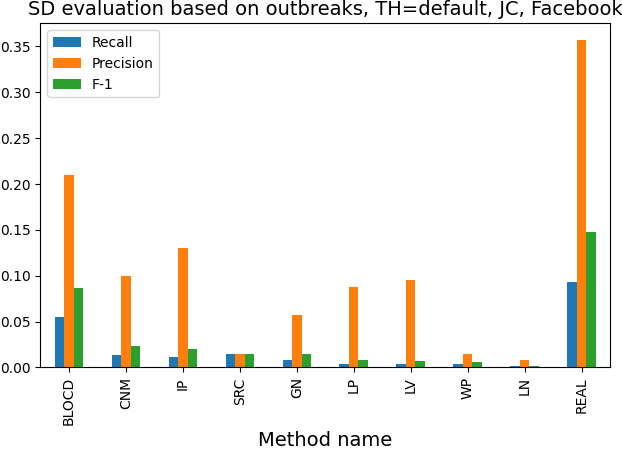 SD evaluation based on outbreaks, TH=default, JC, Facebook
Recall
Precision
F-1
0.35
0.30
0.25
0.20
0.15
0.10
0.05
0.00
BLOCD
CNM
IP
SRC
GN
LP
LV
WP
LN
REAL
Method name